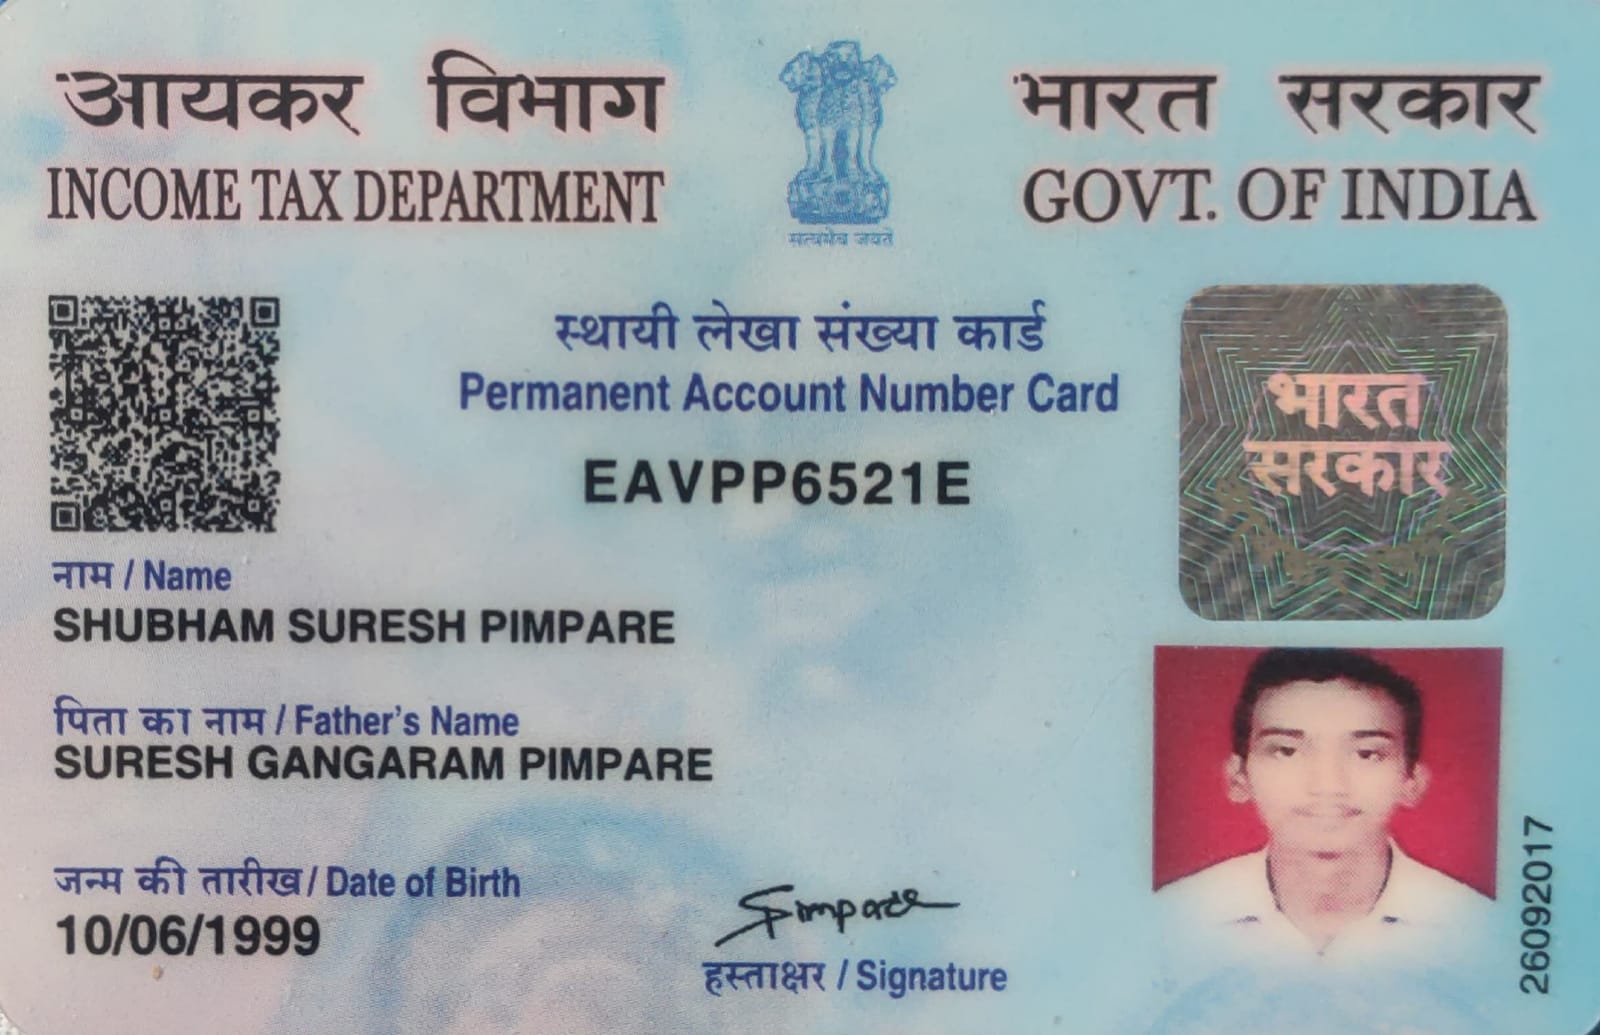 आयकर विभाग
INCOME TAX DEPARTMENT
सत्यमेव जयते
भारत सरकार
GOVT. OF INDIA
स्थायी लेखा संख्या कार्ड
Permanent Account Number Card
EAVPP6521E
भारत
सरकार
नाम / Name
SHUBHAM SURESH PIMPARE
पिता का नाम / Father's Name
SURESH GANGARAM PIMPARE
जन्म की तारीख / Date of Birth
10/06/1999
SPimpare
हस्ताक्षर / Signature
26092017